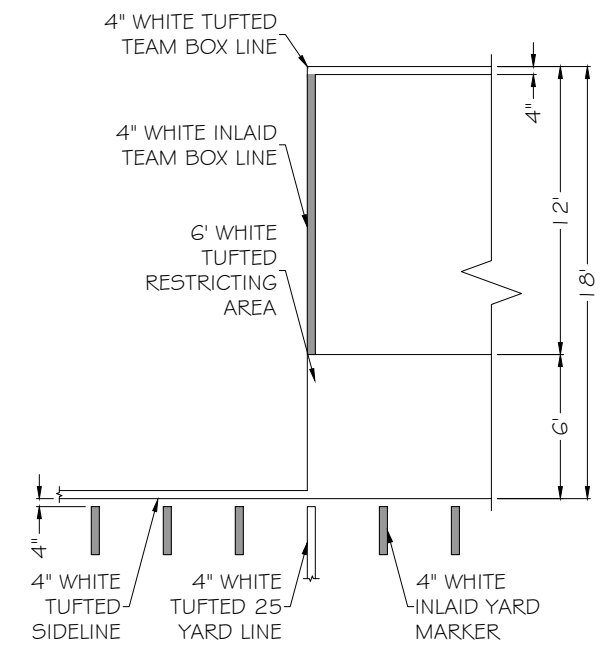 4" WHITE TUFTED
TEAM BOX LINE
4"
4" WHITE INLAID
TEAM BOX LINE
12'
18'
6' WHITE
TUFTED
RESTRICTING
AREA
6'
4"
4" WHITE
TUFTED
SIDELINE
4" WHITE
TUFTED 25
YARD LINE
4" WHITE
INLAID YARD
MARKER